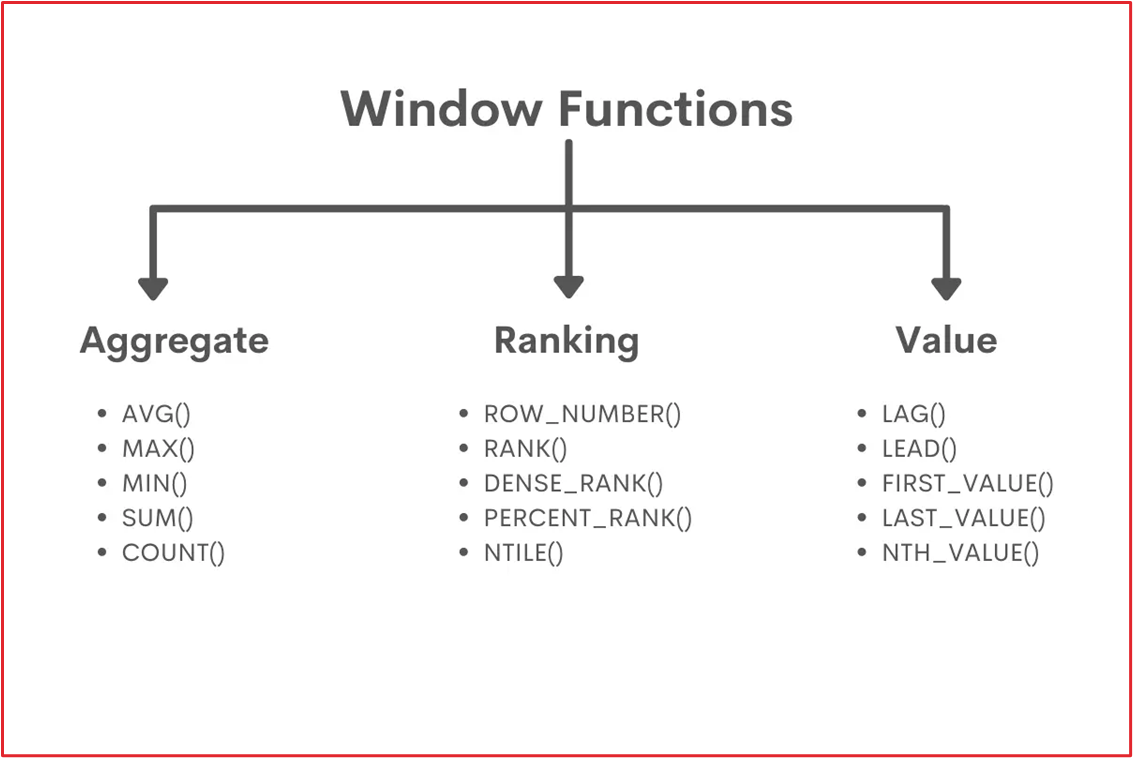 Window Functions
Aggregate
• AVG()
• MAX()
• MIN()
• SUM()
• COUNT()
Ranking
• ROW_NUMBER()
• RANK()
• DENSE_RANK()
• PERCENT_RANK()
• NTILE()
Value
• LAG()
• LEAD()
• FIRST_VALUE()
• LAST_VALUE()
• NTH_VALUE()